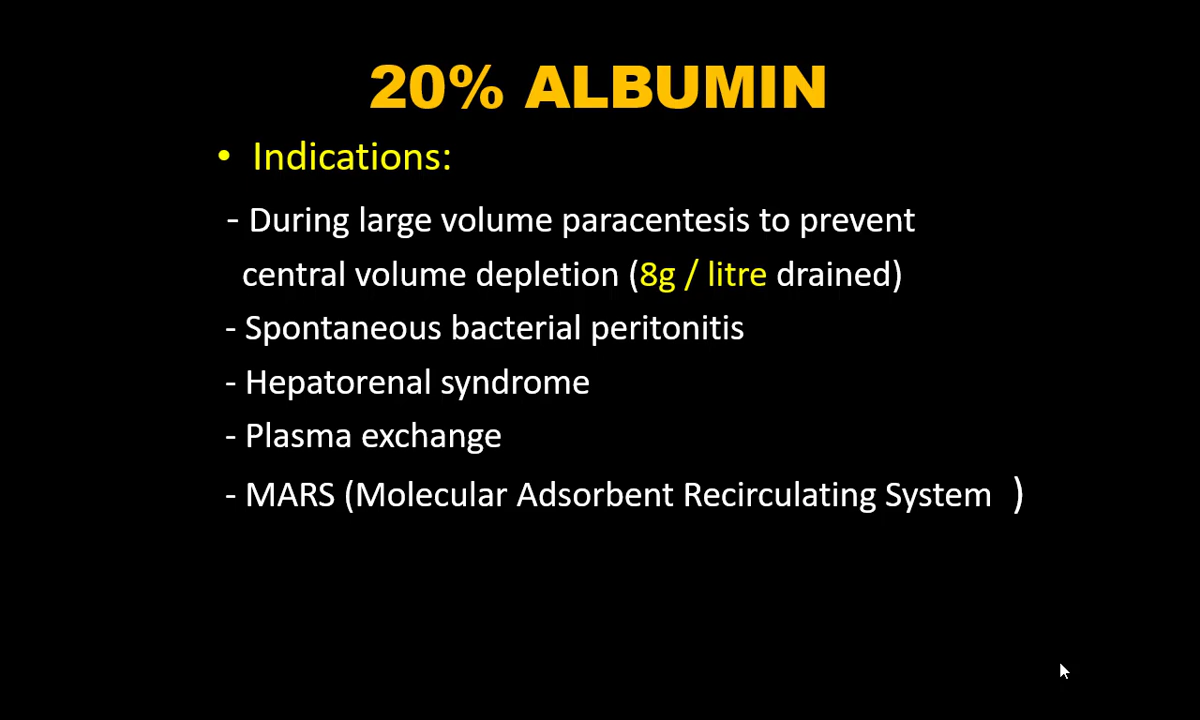 20% ALBUMIN
• Indications:
- During large volume paracentesis to prevent
central volume depletion (8g / litre drained)
- Spontaneous bacterial peritonitis
- Hepatorenal syndrome
- Plasma exchange
- MARS (Molecular Adsorbent Recirculating System )